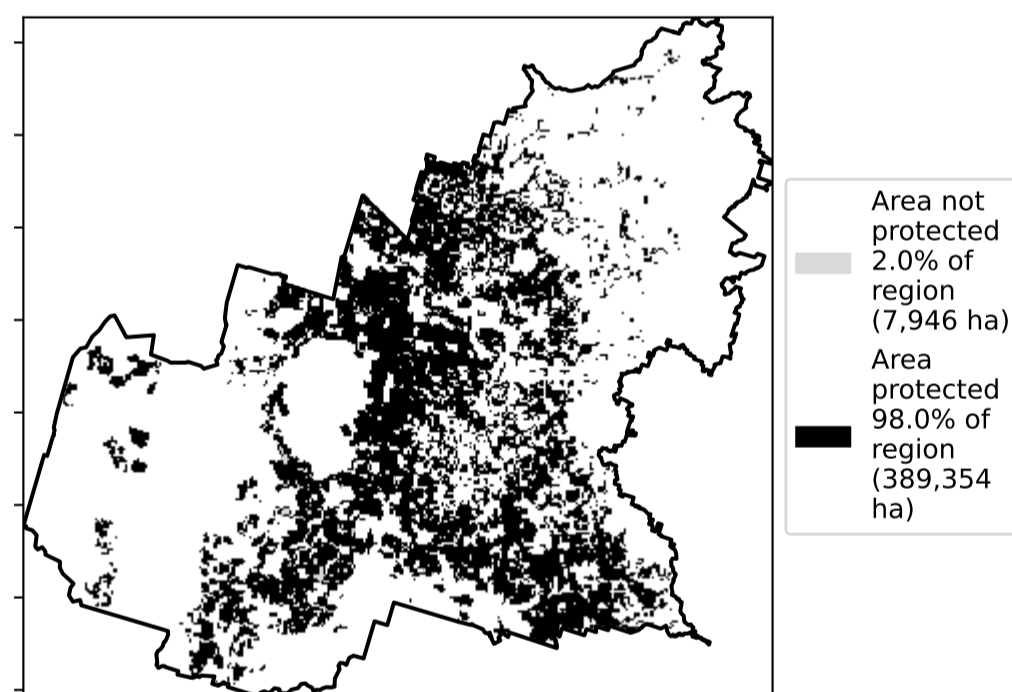 Area not
protected
2.0% of
region
(7,946 ha)
Area
protected
98.0% of
region
(389,354
ha)